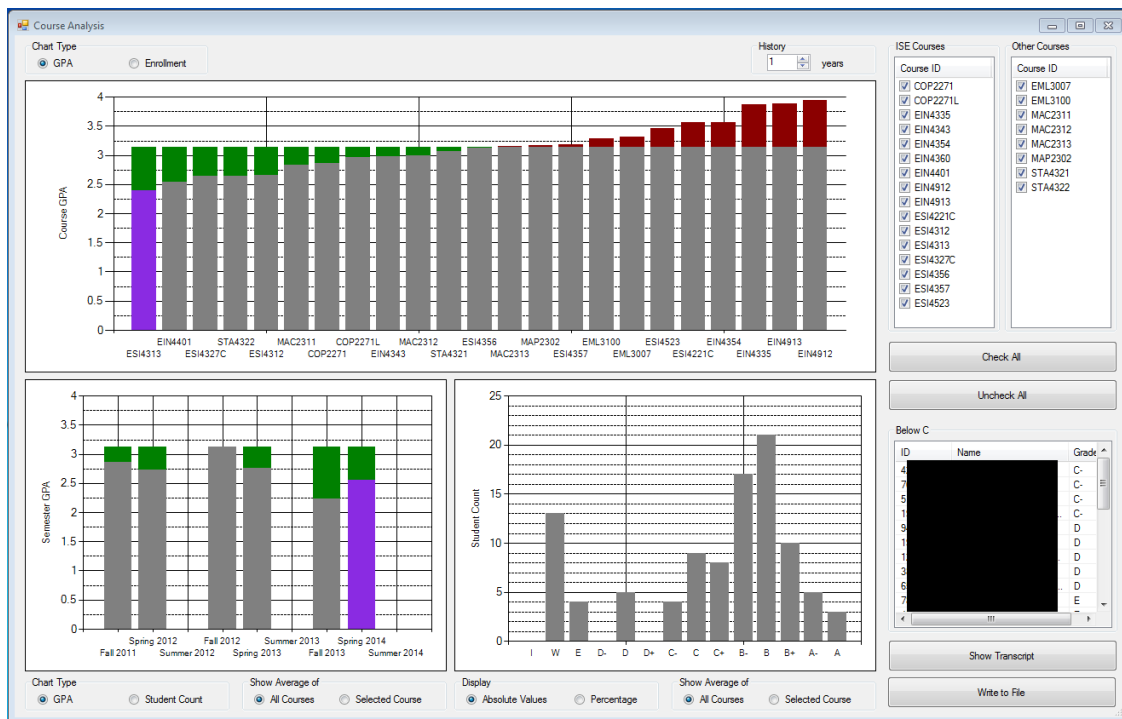 Course Analysis
Chart Type
GPA Enrollment
History
1 years
ISE Courses
Course ID
COP2271
COP2271L
EIN4335
EIN4343
EIN4354
EIN4360
EIN4401
EIN4912
EIN4913
ESI4221C
ESI4312
ESI4313
ESI4327C
ESI4356
ESI4357
ESI4523
Other Courses
Course ID
EML3007
EML3100
MAC2311
MAC2312
MAC2313
MAP2302
STA4321
STA4322
Course GPA
4
3.5
3
2.5
2
1.5
1
0.5
0
EIN4401 STA4322 MAC2311 COP2271L MAC2312 ESI4356 MAP2302 EML3100 ESI4523 EIN4354 EIN4913
ESI4313 ESI4327C ESI4312 COP2271 EIN4343 STA4321 MAC2313 ESI4357 EML3007 ESI4221C EIN4335 EIN4912
Check All
Uncheck All
Semester GPA
4
3.5
3
2.5
2
1.5
1
0.5
0
Spring 2012 Fall 2012 Summer 2013 Spring 2014
Fall 2011 Summer 2012 Spring 2013 Fall 2013 Summer 2014
Student Count
25
20
15
10
5
0
I W E D- D D+ C- C C+ B- B B+ A- A
Below C
ID Name Grade
C-
C-
C-
C-
D
D
D
D
D
E
Show Transcript
Write to File
Chart Type
GPA Student Count
Show Average of
All Courses Selected Course
Display
Absolute Values Percentage
Show Average of
All Courses Selected Course